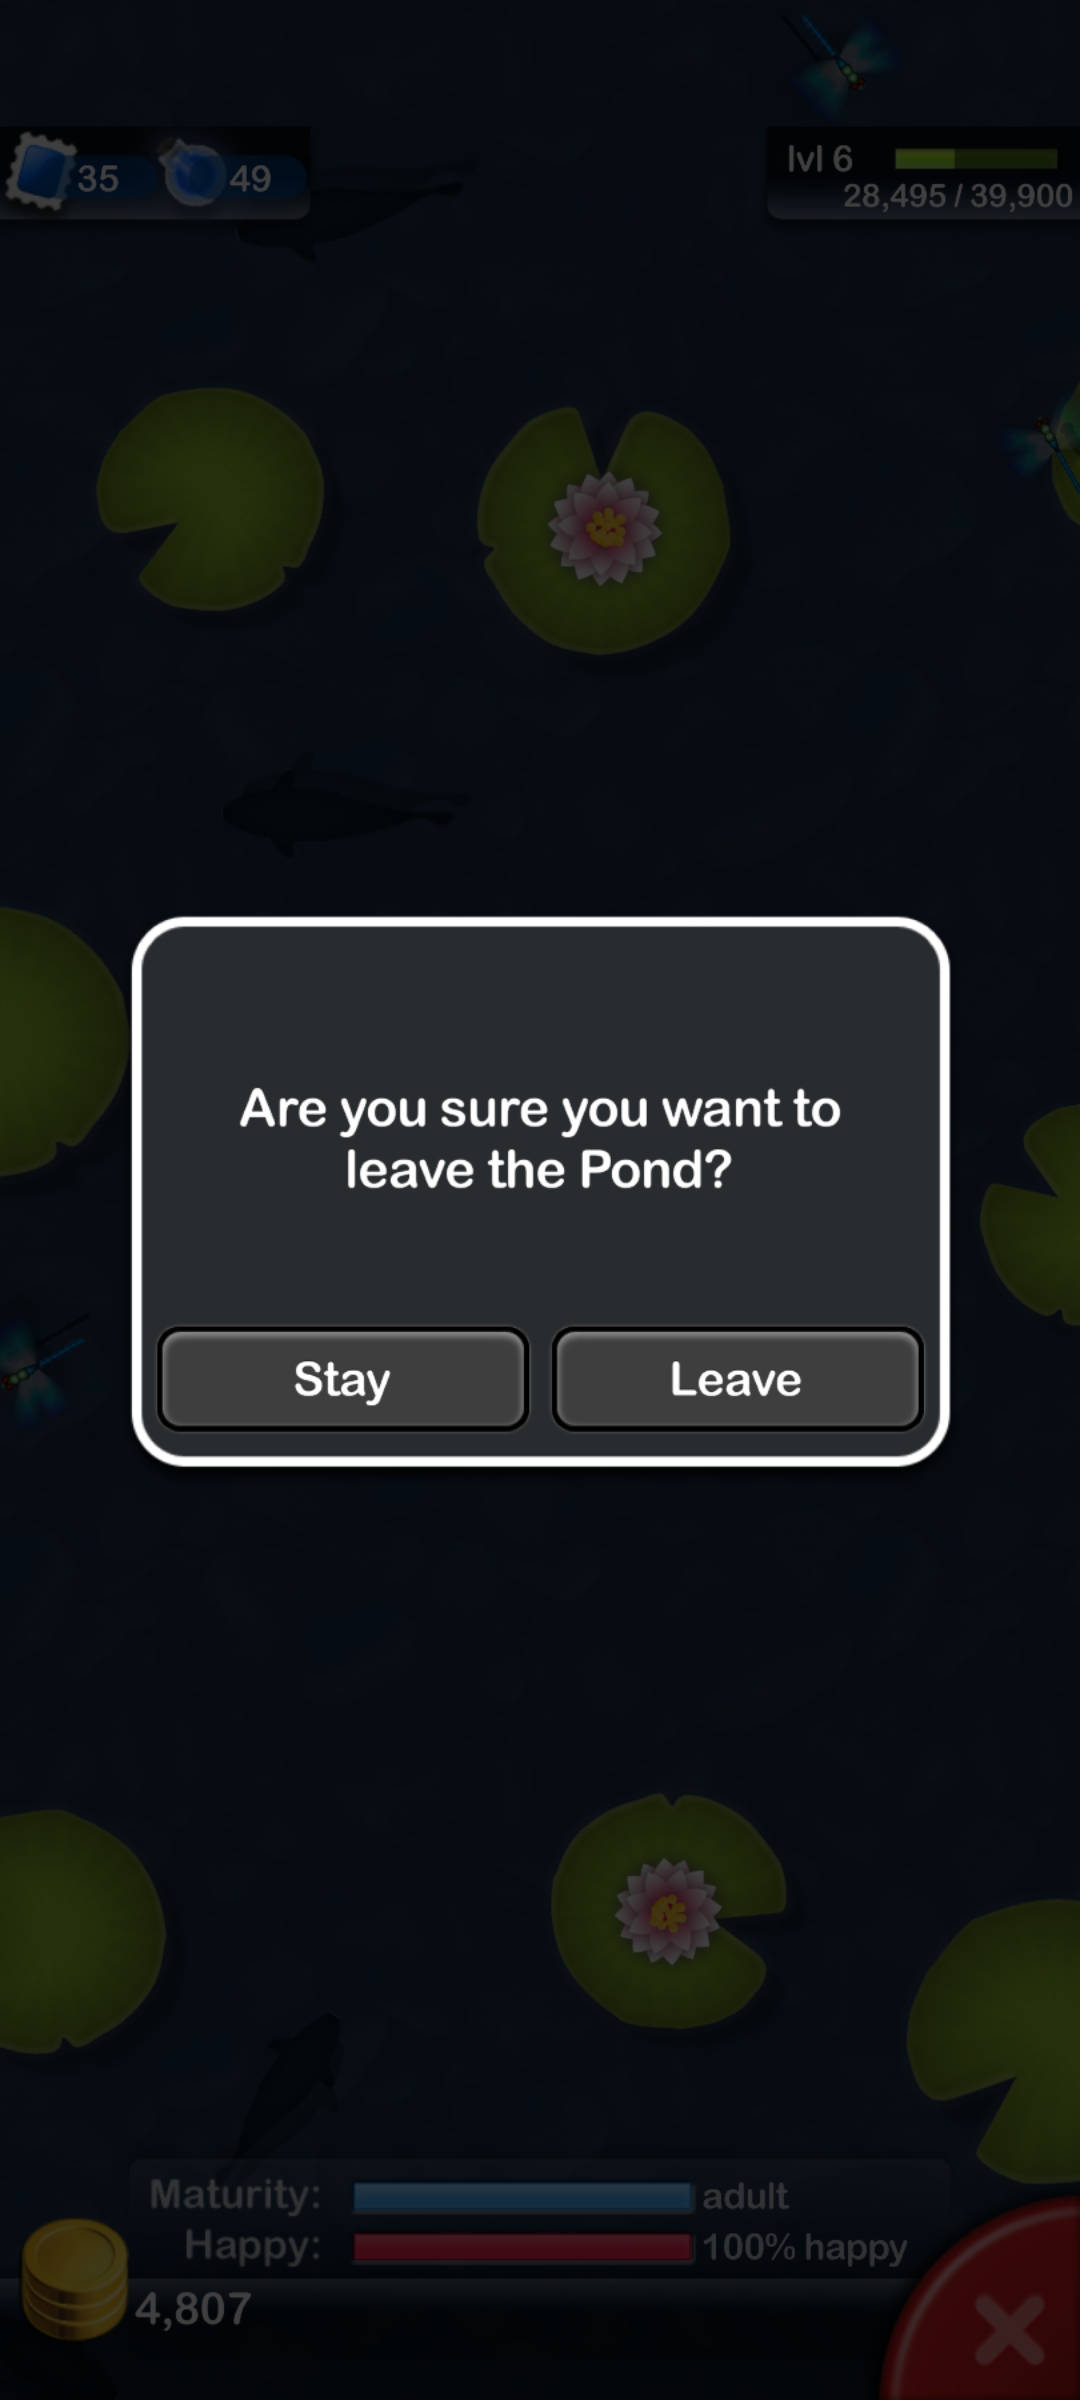 35 49
lvl 6
28,495 / 39,900
Are you sure you want to
leave the Pond?
Stay Leave
Maturity: adult
Happy: 100% happy
4,807